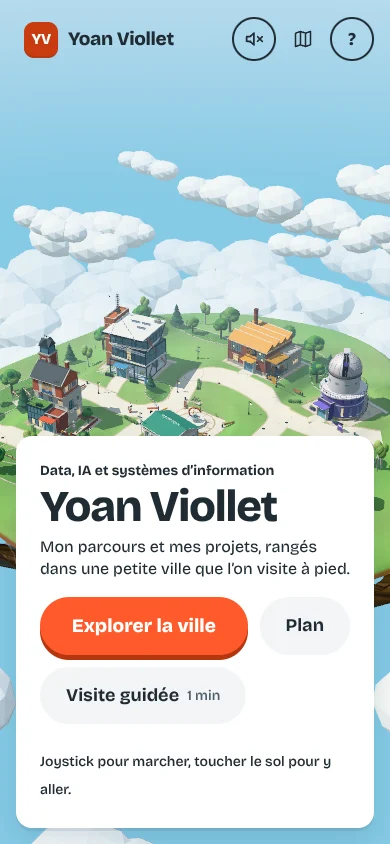 YV Yoan Viollet ?
Data, IA et systèmes d’information
Yoan Viollet
Mon parcours et mes projets, rangés
dans une petite ville que l’on visite à pied.
Explorer la ville Plan
Visite guidée 1 min
Joystick pour marcher, toucher le sol pour y
aller.